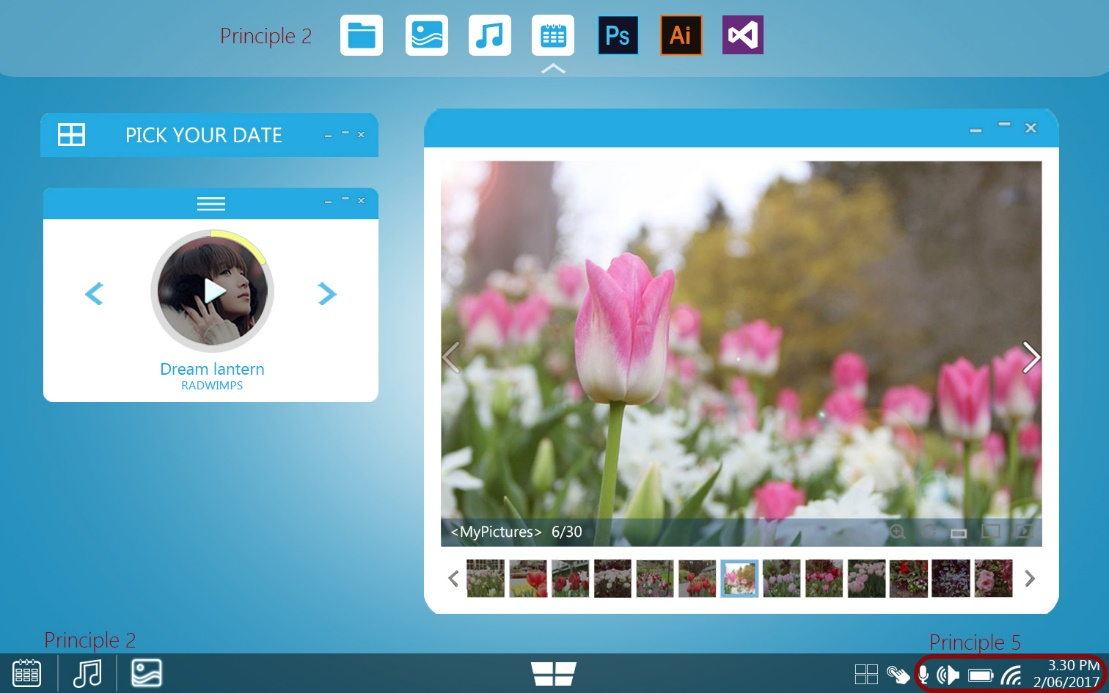 Principle 2
Ps
Ai
PICK YOUR DATE
Dream lantern
RADWIMPS
<MyPictures> 6/30
Principle 2
Principle 5
3.30 PM
2/06/2017